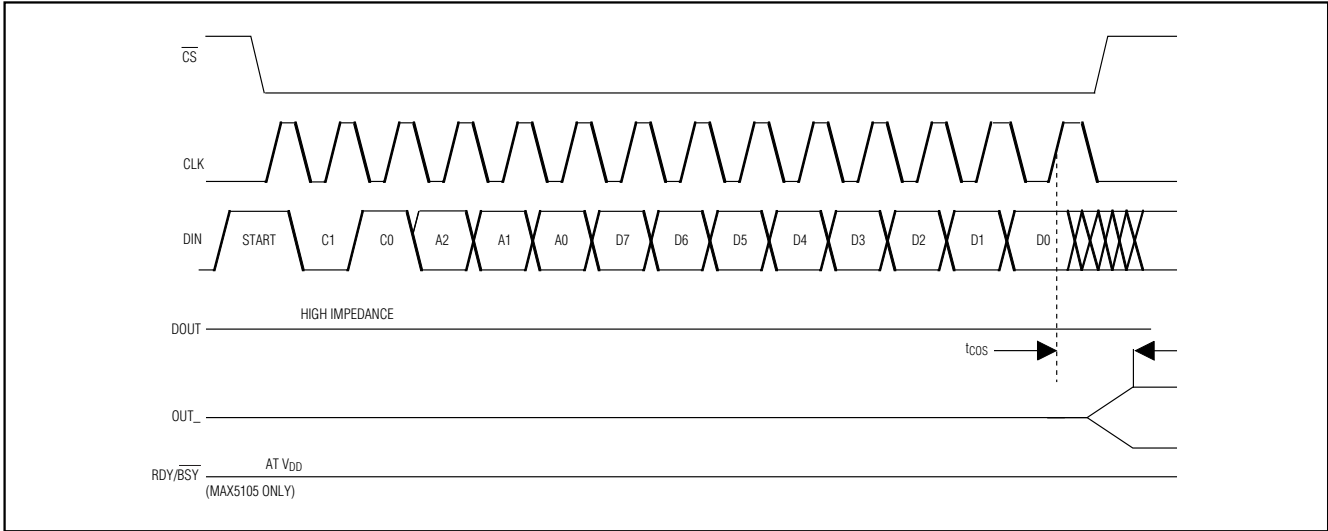 CS
CLK
DIN START C1 C0 A2 A1 A0 D7 D6 D5 D4 D3 D2 D1 D0
HIGH IMPEDANCE
DOUT
tCOS
OUT_
AT VDD
RDY/BSY
(MAX5105 ONLY)